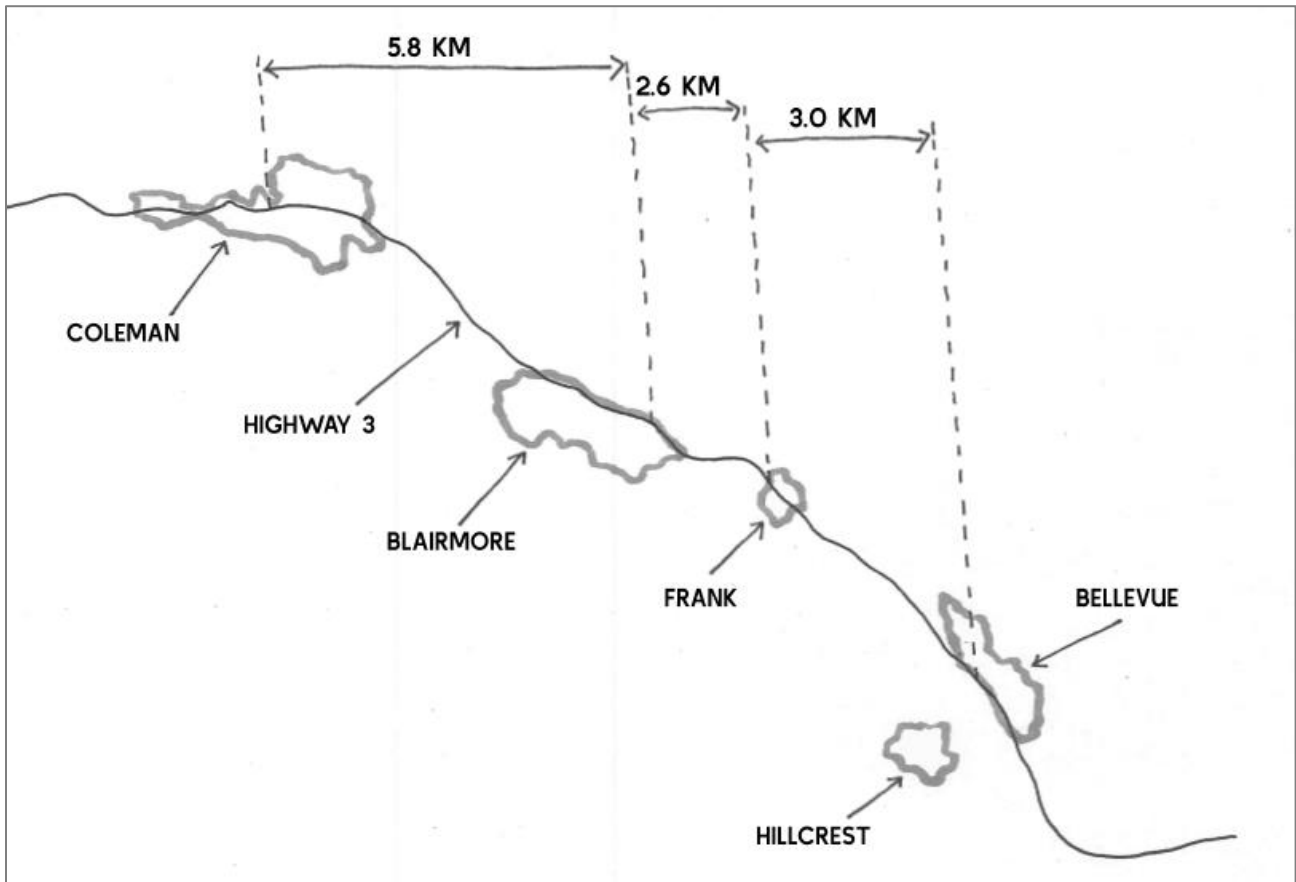 5.8 KM
2.6 KM
3.0 KM
COLEMAN
HIGHWAY 3
BLAIRMORE
FRANK
BELLEVUE
HILLCREST